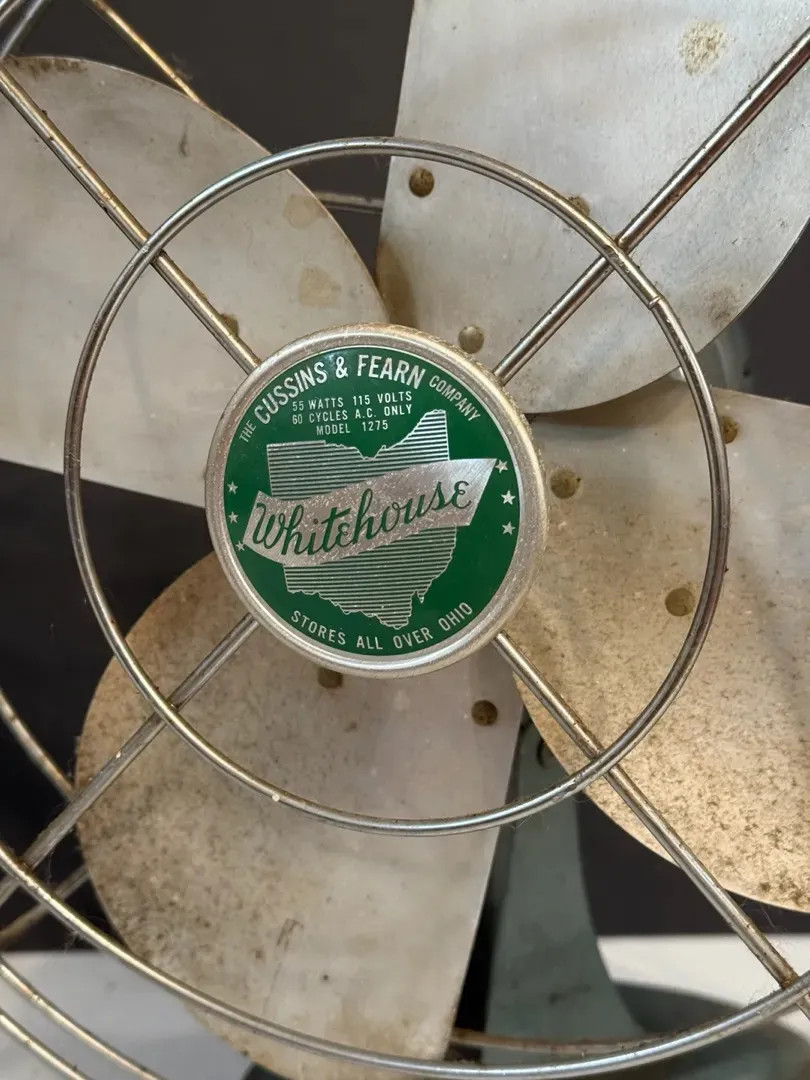 THE CUSSINS & FEARN COMPANY
55 WATTS 115 VOLTS
60 CYCLES A.C. ONLY
MODEL 1275
Whitehouse
STORES ALL OVER OHIO